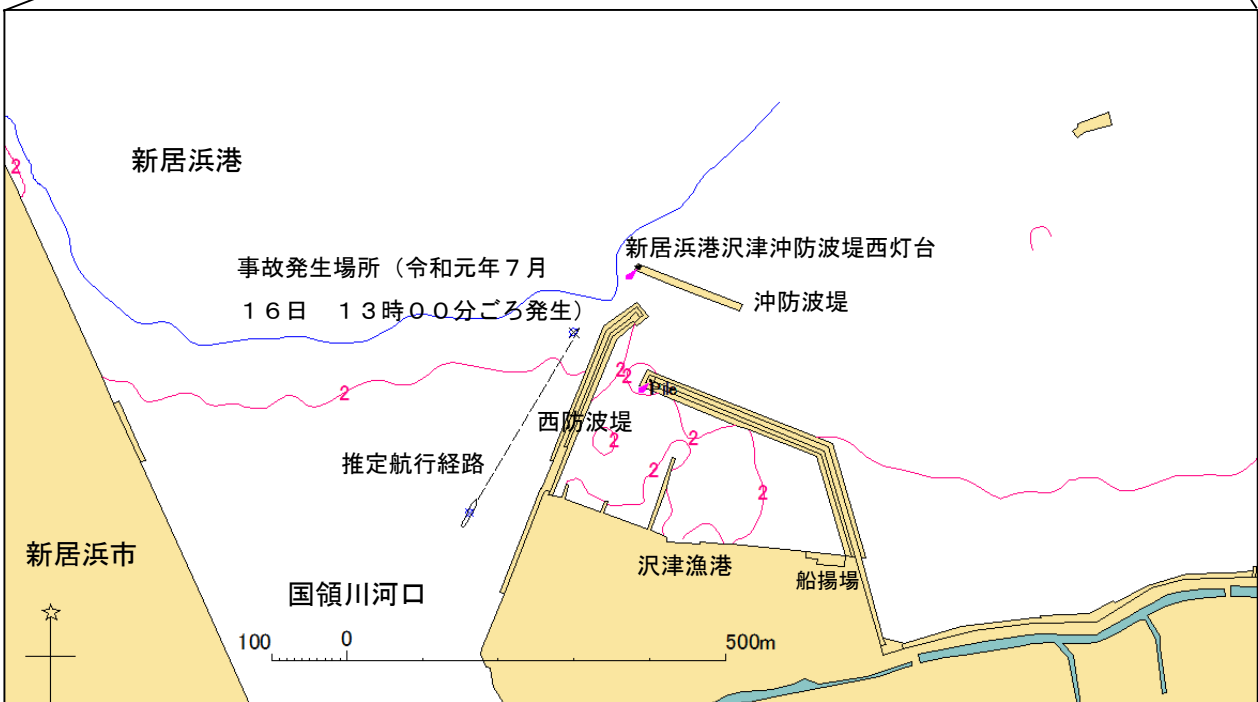 新居浜港
2
新居浜港沢津沖防波堤西灯台
事故発生場所（令和元年７月
１６日　１３時００分ごろ発生）
沖防波堤
2
2
2
Pile
西防波堤
2
2
推定航行経路
2
2
新居浜市
沢津漁港
船揚場
国領川河口
100
0
500m